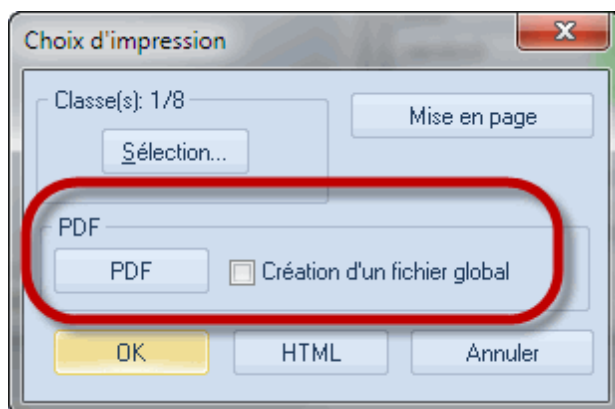 Choix d'impression
Classe(s): 1/8
Mise en page
Sélection...
PDF
PDF Création d'un fichier global
OK HTML Annuler